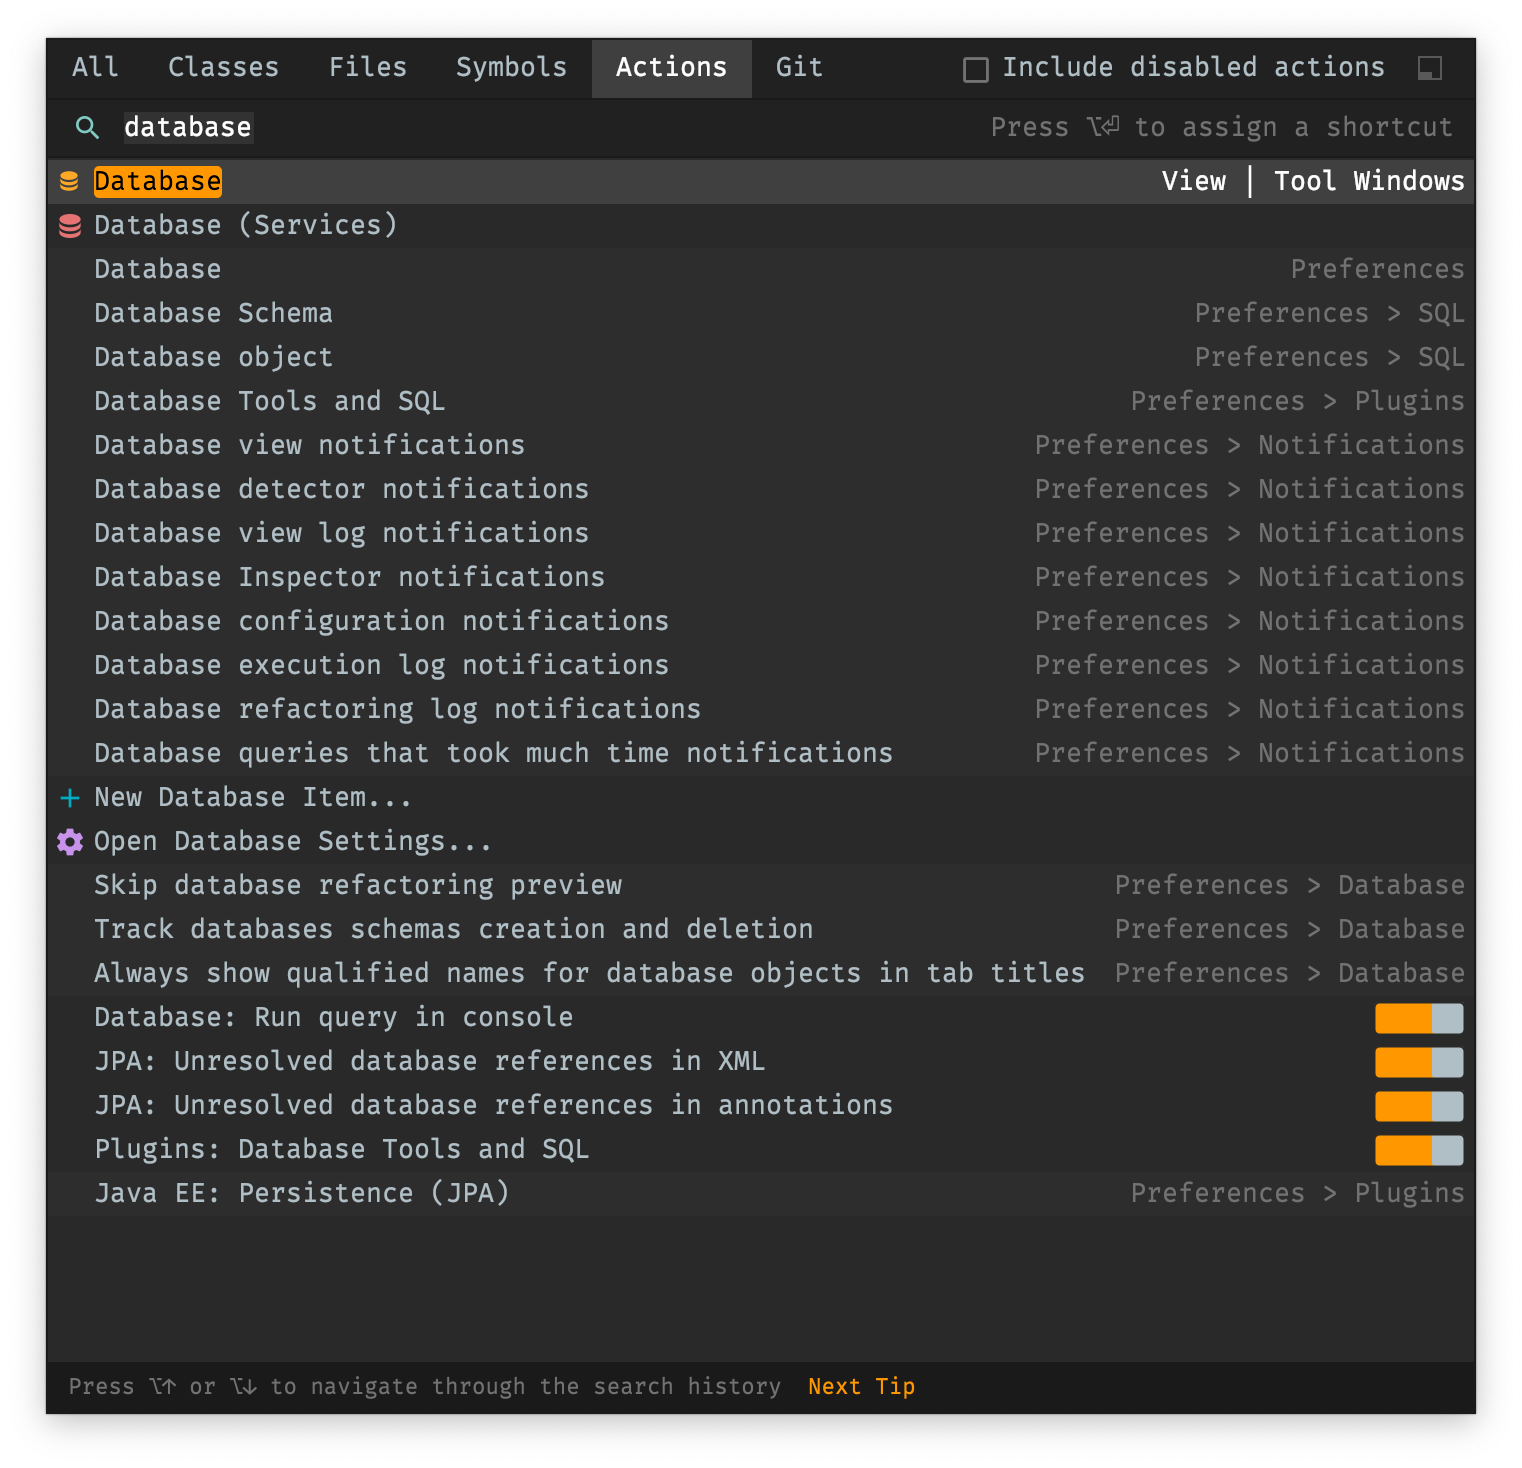 All Classes Files Symbols Actions Git Include disabled actions
database Press ⌥⏎ to assign a shortcut
Database View | Tool Windows
Database (Services)
Database Preferences
Database Schema Preferences > SQL
Database object Preferences > SQL
Database Tools and SQL Preferences > Plugins
Database view notifications Preferences > Notifications
Database detector notifications Preferences > Notifications
Database view log notifications Preferences > Notifications
Database Inspector notifications Preferences > Notifications
Database configuration notifications Preferences > Notifications
Database execution log notifications Preferences > Notifications
Database refactoring log notifications Preferences > Notifications
Database queries that took much time notifications Preferences > Notifications
New Database Item...
Open Database Settings...
Skip database refactoring preview Preferences > Database
Track databases schemas creation and deletion Preferences > Database
Always show qualified names for database objects in tab titles Preferences > Database
Database: Run query in console
JPA: Unresolved database references in XML
JPA: Unresolved database references in annotations
Plugins: Database Tools and SQL
Java EE: Persistence (JPA) Preferences > Plugins
Press ⌥↑ or ⌥↓ to navigate through the search history Next Tip